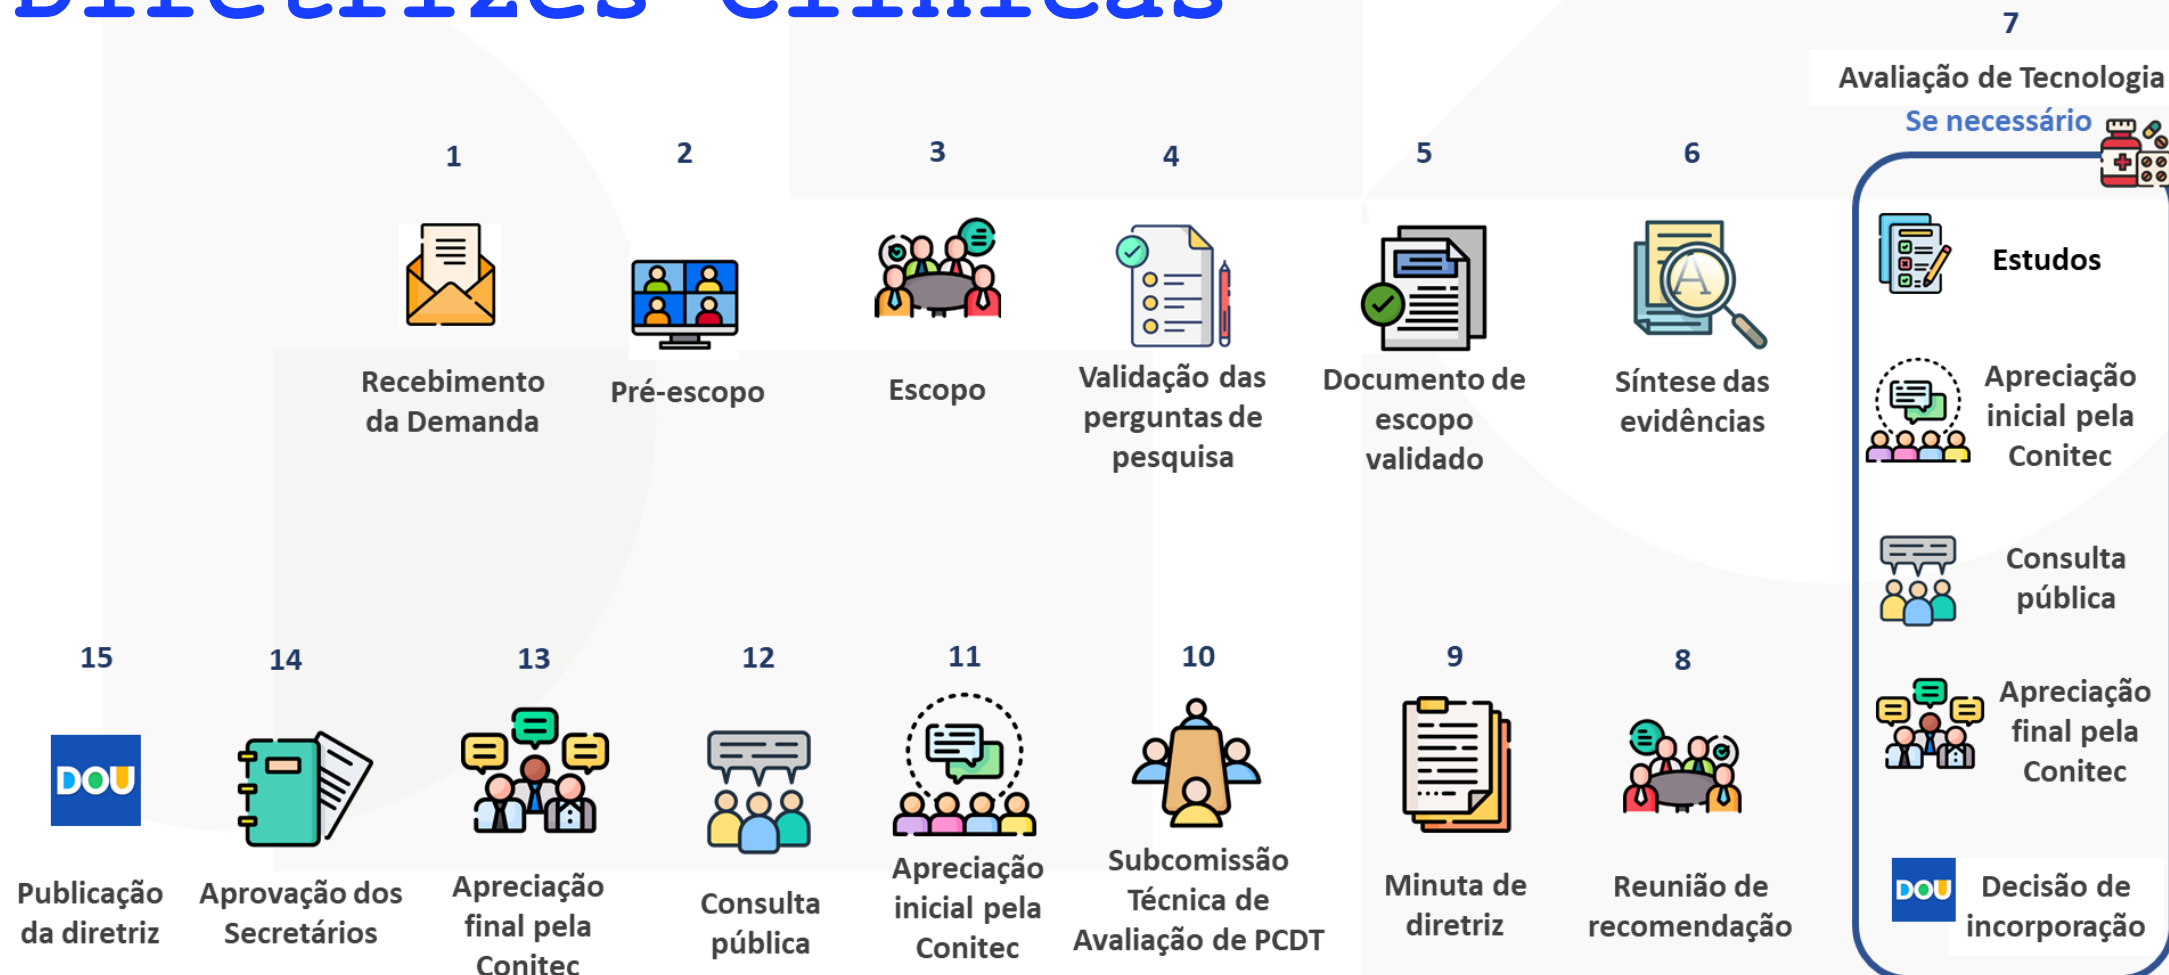 Diretrizes Clínicas
1
Recebimento
da Demanda
2
Pré-escopo
3
Escopo
4
Validação das
perguntas de
pesquisa
5
Documento de
escopo
validado
6
Síntese das
evidências
7
Avaliação de Tecnologia
Se necessário
Estudos
Apreciação
inicial pela
Conitec
Consulta
pública
Apreciação
final pela
Conitec
DOU
Decisão de
incorporação
8
Reunião de
recomendação
9
Minuta de
diretriz
10
Subcomissão
Técnica de
Avaliação de PCDT
11
Apreciação
inicial pela
Conitec
12
Consulta
pública
13
Apreciação
final pela
Conitec
14
Aprovação dos
Secretários
15
DOU
Publicação
da diretriz